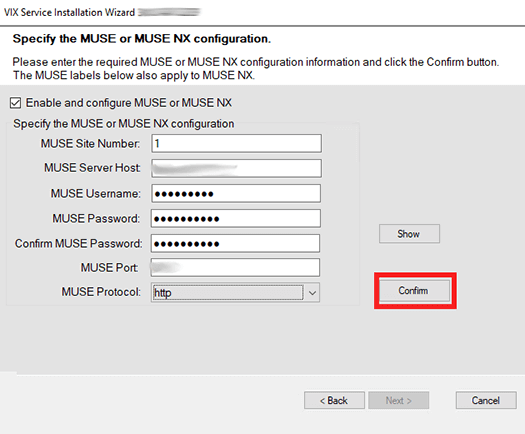 VIX Service Installation Wizard
Specify the MUSE or MUSE NX configuration.
Please enter the required MUSE or MUSE NX configuration information and click the Confirm button.
The MUSE labels below also apply to MUSE NX.
Enable and configure MUSE or MUSE NX
Specify the MUSE or MUSE NX configuration
MUSE Site Number: 1
MUSE Server Host:
MUSE Username: ●●●●●●●●●
MUSE Password: ●●●●●●●●●●
Show
Confirm MUSE Password: ●●●●●●●●●●
MUSE Port:
MUSE Protocol: http
Confirm
< Back Next > Cancel